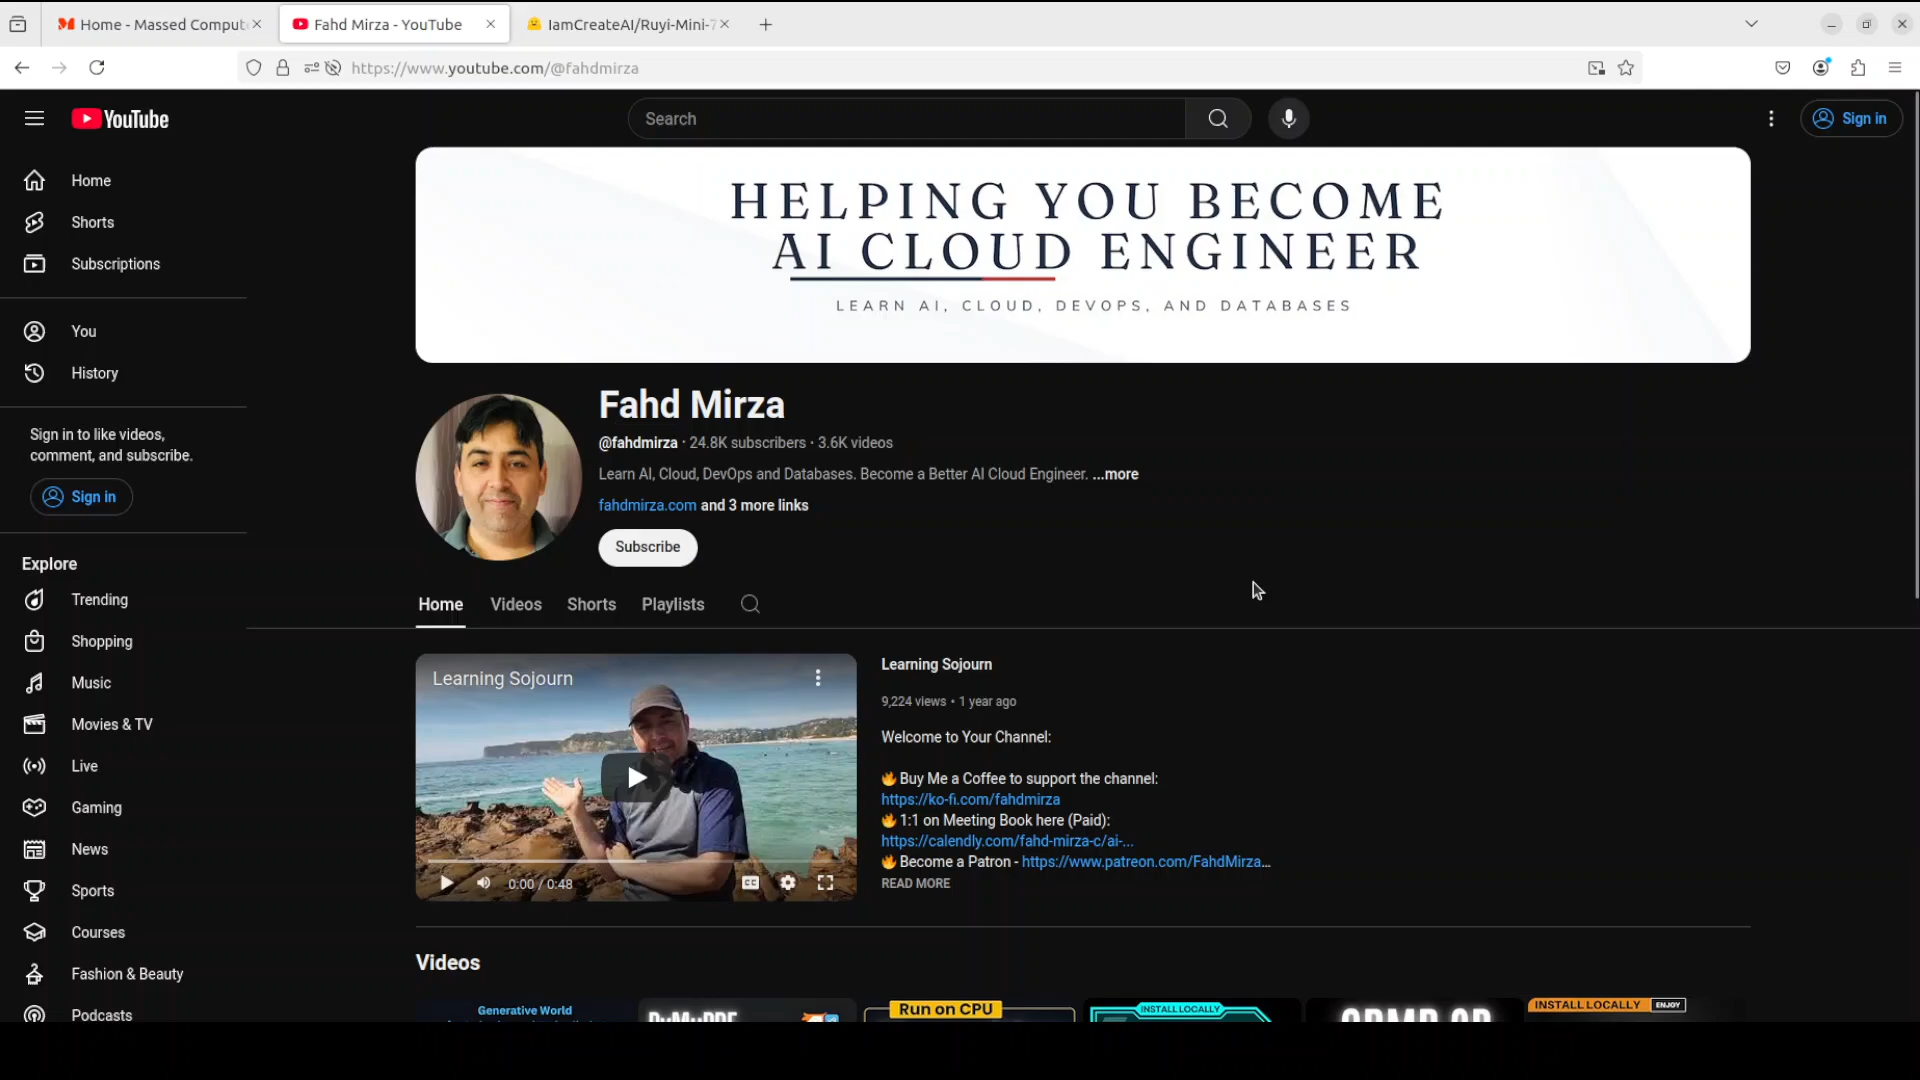 Home - Massed Comput
Fahd Mirza - YouTube
IamCreateAI/Ruyi-Mini-7
https://www.youtube.com/@fahdmirza
YouTube
Search
Sign in
Home
Shorts
Subscriptions
You
History
Sign in to like videos,
comment, and subscribe.
Sign in
Explore
Trending
Shopping
Music
Movies & TV
Live
Gaming
News
Sports
Courses
Fashion & Beauty
Podcasts
HELPING YOU BECOME
AI CLOUD ENGINEER
LEARN AI, CLOUD, DEVOPS, AND DATABASES
Fahd Mirza
@fahdmirza · 24.8K subscribers · 3.6K videos
Learn AI, Cloud, DevOps and Databases. Become a Better AI Cloud Engineer. ...more
fahdmirza.com and 3 more links
Subscribe
Home Videos Shorts Playlists
Learning Sojourn
0:00 / 0:48
CC
Learning Sojourn
9,224 views • 1 year ago
Welcome to Your Channel:
🔥Buy Me a Coffee to support the channel:
https://ko-fi.com/fahdmirza
🔥1:1 on Meeting Book here (Paid):
https://calendly.com/fahd-mirza-c/ai-...
🔥Become a Patron - https://www.patreon.com/FahdMirza...
READ MORE
Videos
Generative World
Run on CPU
INSTALL LOCALLY
INSTALL LOCALLY ENJOY